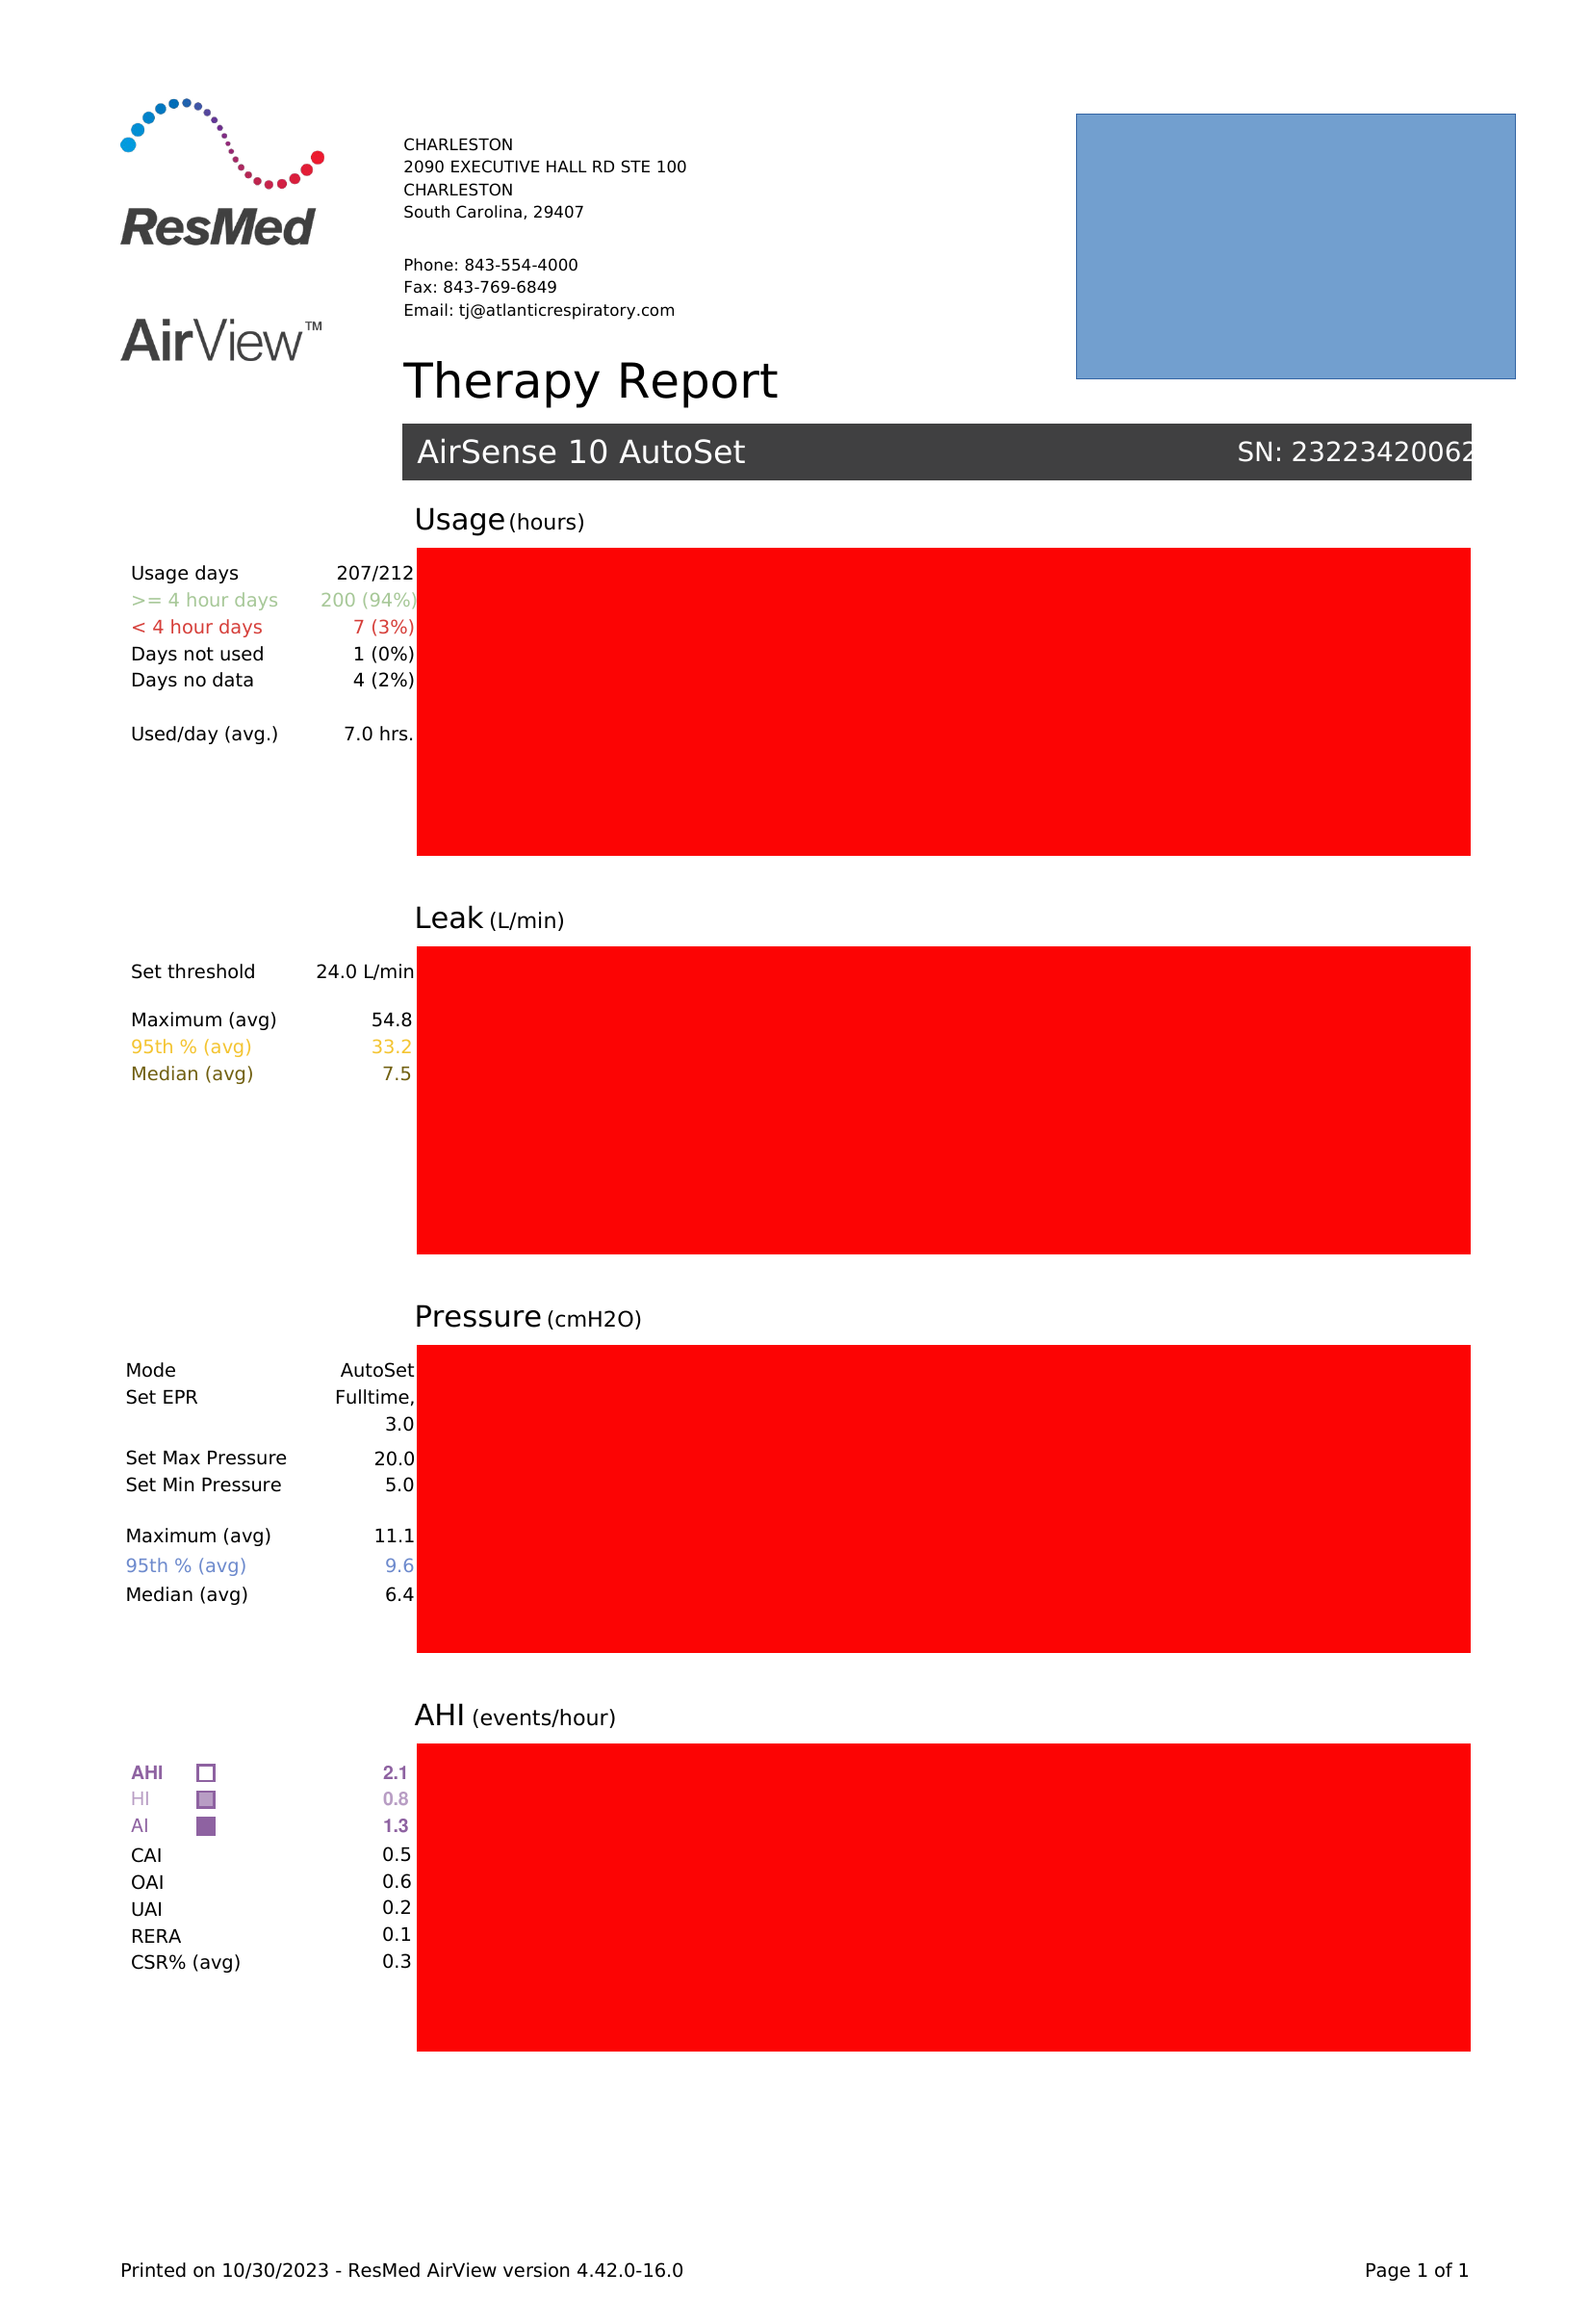 ResMed
AirView™
CHARLESTON
2090 EXECUTIVE HALL RD STE 100
CHARLESTON
South Carolina, 29407
Phone: 843-554-4000
Fax: 843-769-6849
Email: tj@atlanticrespiratory.com
Therapy Report
AirSense 10 AutoSet SN: 23223420062
Usage (hours)
Usage days 207/212
>= 4 hour days 200 (94%)
< 4 hour days 7 (3%)
Days not used 1 (0%)
Days no data 4 (2%)
Used/day (avg.) 7.0 hrs.
Leak (L/min)
Set threshold 24.0 L/min
Maximum (avg) 54.8
95th % (avg) 33.2
Median (avg) 7.5
Pressure (cmH2O)
Mode AutoSet
Set EPR Fulltime,
3.0
Set Max Pressure 20.0
Set Min Pressure 5.0
Maximum (avg) 11.1
95th % (avg) 9.6
Median (avg) 6.4
AHI (events/hour)
AHI 2.1
HI 0.8
AI 1.3
CAI 0.5
OAI 0.6
UAI 0.2
RERA 0.1
CSR% (avg) 0.3
Printed on 10/30/2023 - ResMed AirView version 4.42.0-16.0 Page 1 of 1